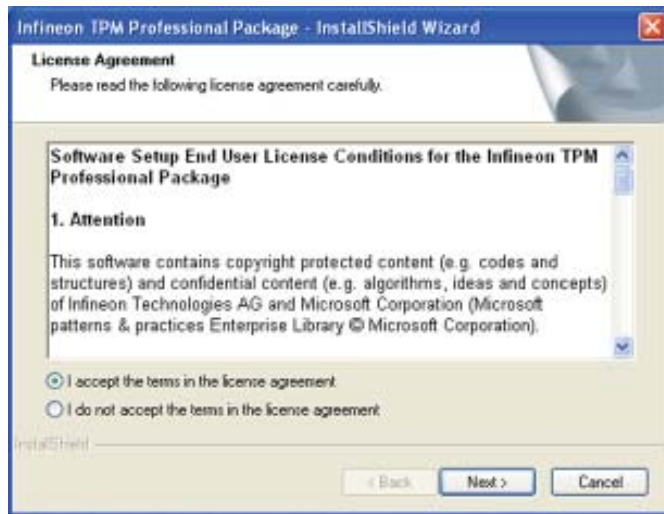 Infineon TPM Professional Package - InstallShield Wizard
License Agreement
Please read the following license agreement carefully.
Software Setup End User License Conditions for the Infineon TPM
Professional Package
1. Attention
This software contains copyright protected content (e.g. codes and
structures) and confidential content (e.g. algorithms, ideas and concepts)
of Infineon Technologies AG and Microsoft Corporation (Microsoft
patterns & practices Enterprise Library © Microsoft Corporation).
I accept the terms in the license agreement
I do not accept the terms in the license agreement
InstallShield
< Back
Next >
Cancel